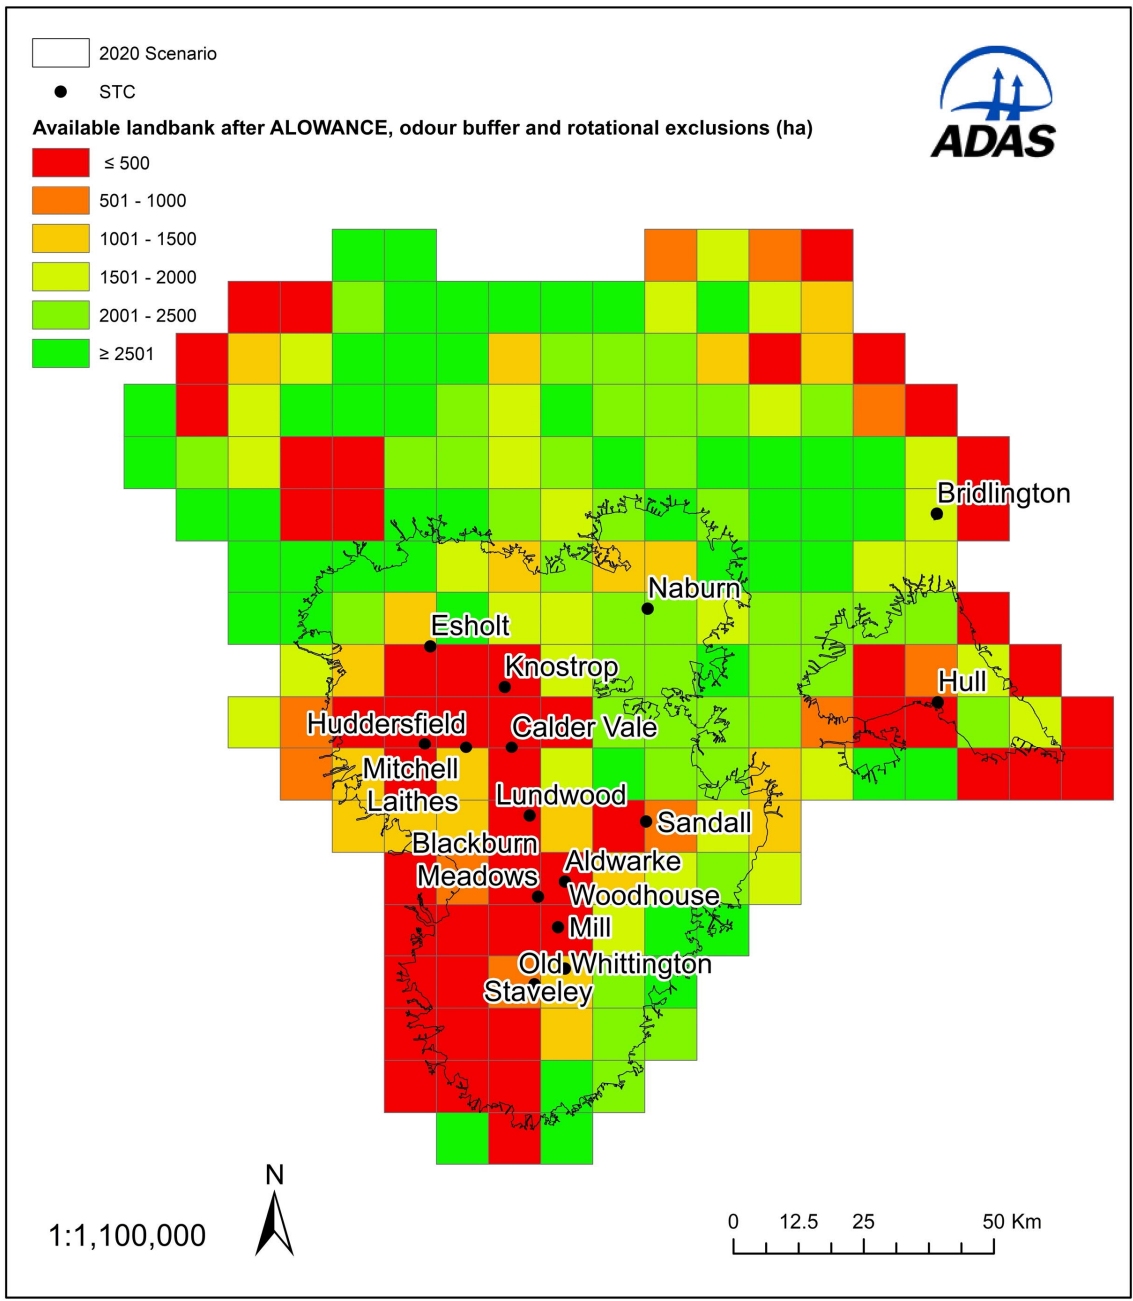 2020 Scenario
STC
Available landbank after ALOWANCE, odour buffer and rotational exclusions (ha)
≤ 500
501 - 1000
1001 - 1500
1501 - 2000
2001 - 2500
≥ 2501
ADAS
Bridlington
Naburn
Esholt
Knostrop
Hull
Huddersfield
Calder Vale
Mitchell
Laithes
Lundwood
Sandall
Blackburn
Meadows
Aldwarke
Woodhouse
Mill
Old Whittington
Staveley
N
1:1,100,000
0 12.5 25 50 Km